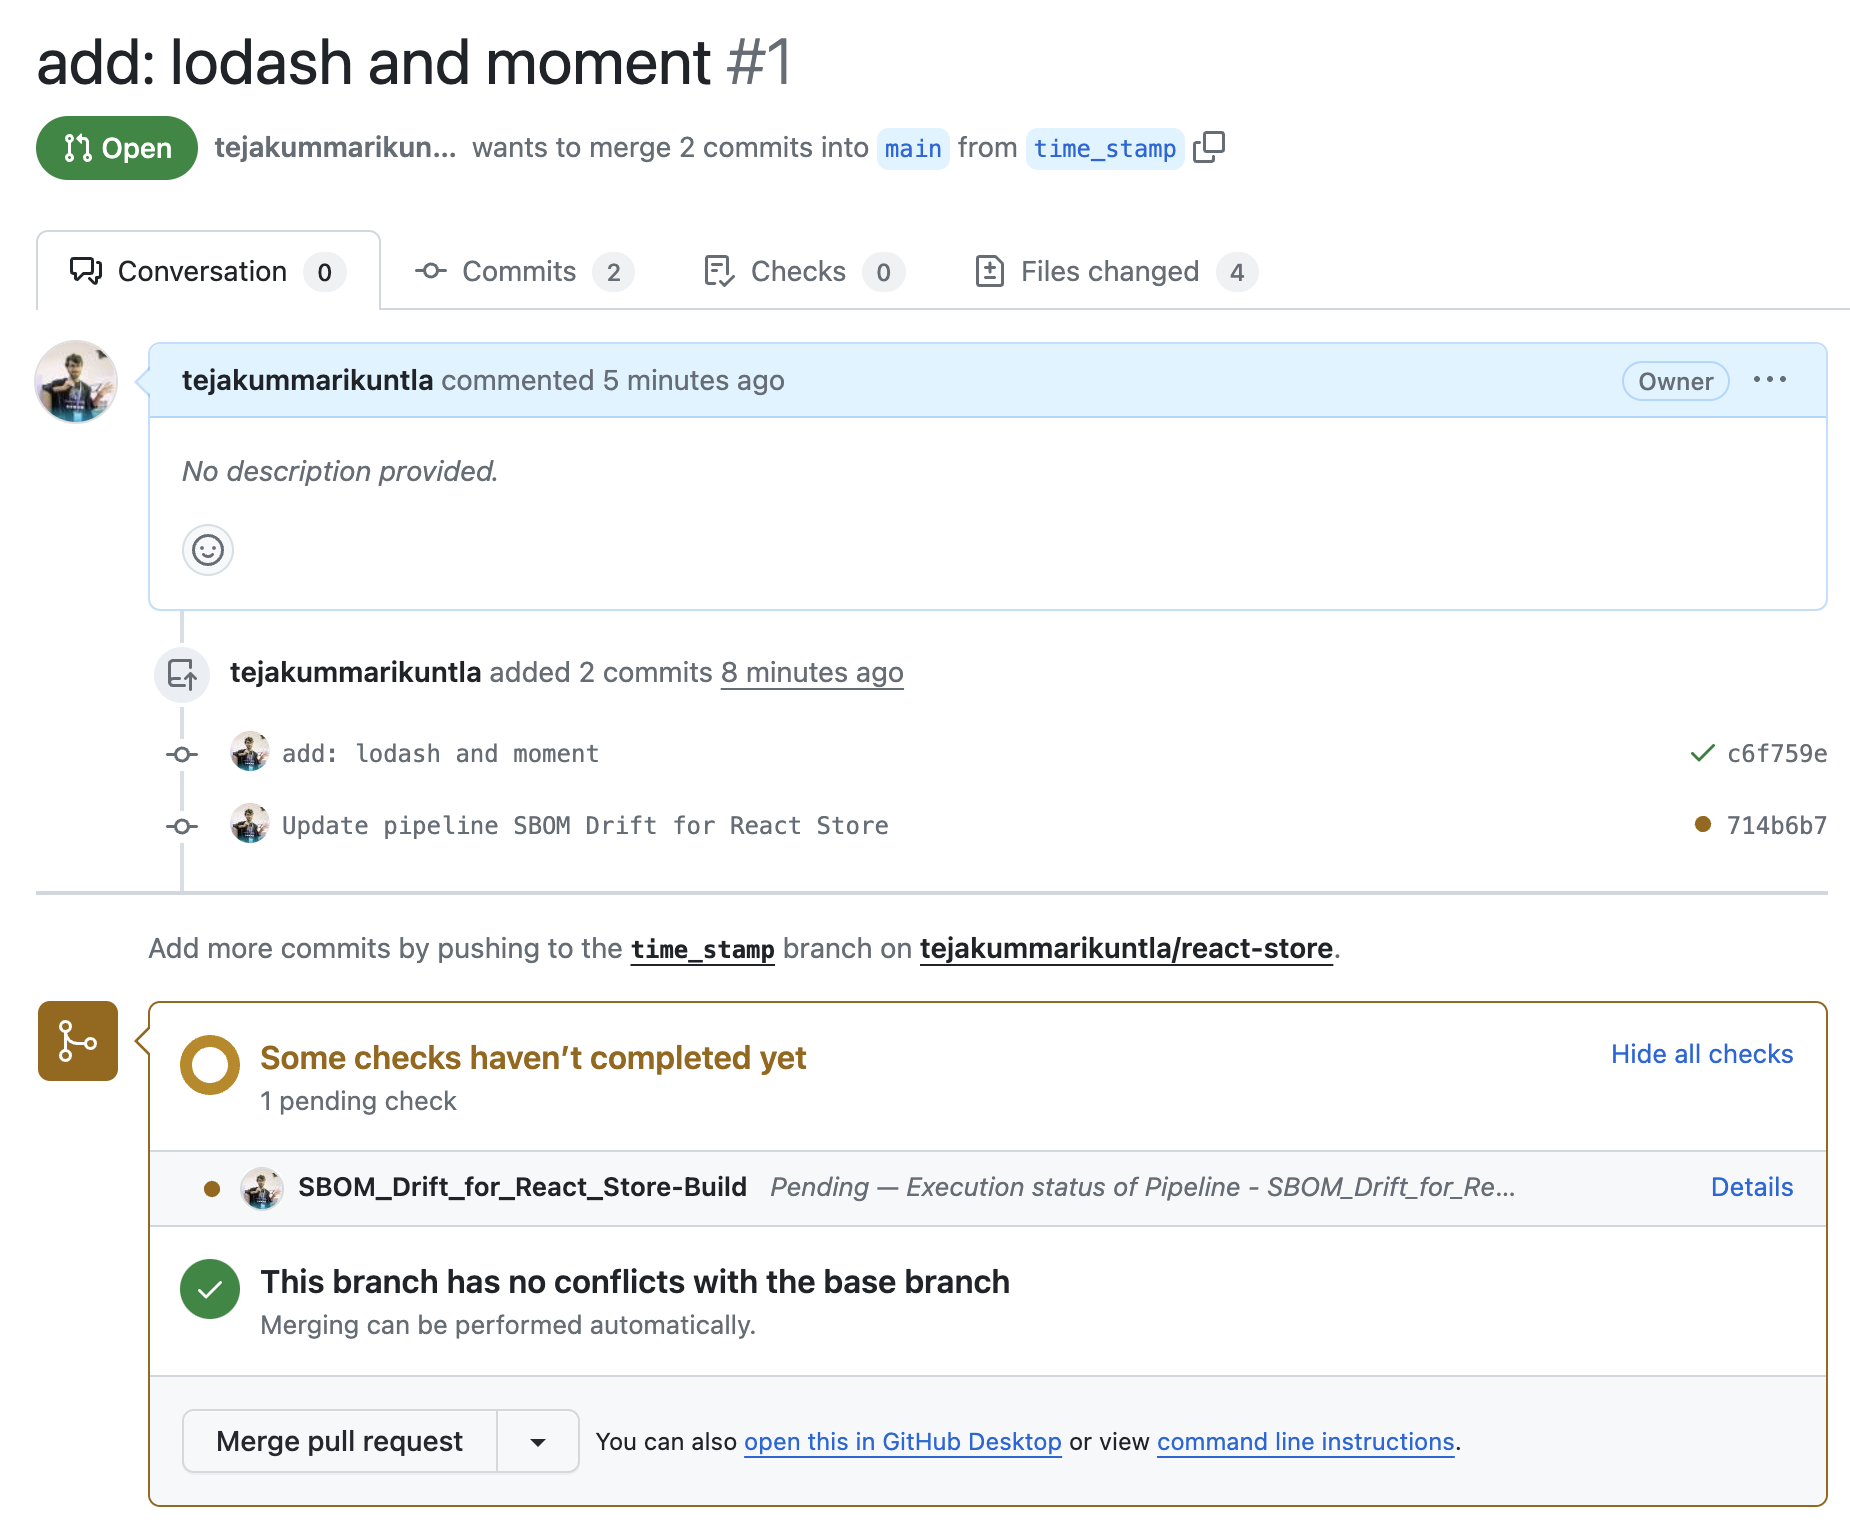 add: lodash and moment #1
Open tejakummarikun... wants to merge 2 commits into main from time_stamp
Conversation 0 Commits 2 Checks 0 Files changed 4
tejakummarikuntla commented 5 minutes ago Owner
No description provided.
tejakummarikuntla added 2 commits 8 minutes ago
add: lodash and moment c6f759e
Update pipeline SBOM Drift for React Store 714b6b7
Add more commits by pushing to the time_stamp branch on tejakummarikuntla/react-store.
Some checks haven’t completed yet Hide all checks
1 pending check
SBOM_Drift_for_React_Store-Build Pending — Execution status of Pipeline - SBOM_Drift_for_Re... Details
This branch has no conflicts with the base branch
Merging can be performed automatically.
Merge pull request You can also open this in GitHub Desktop or view command line instructions.